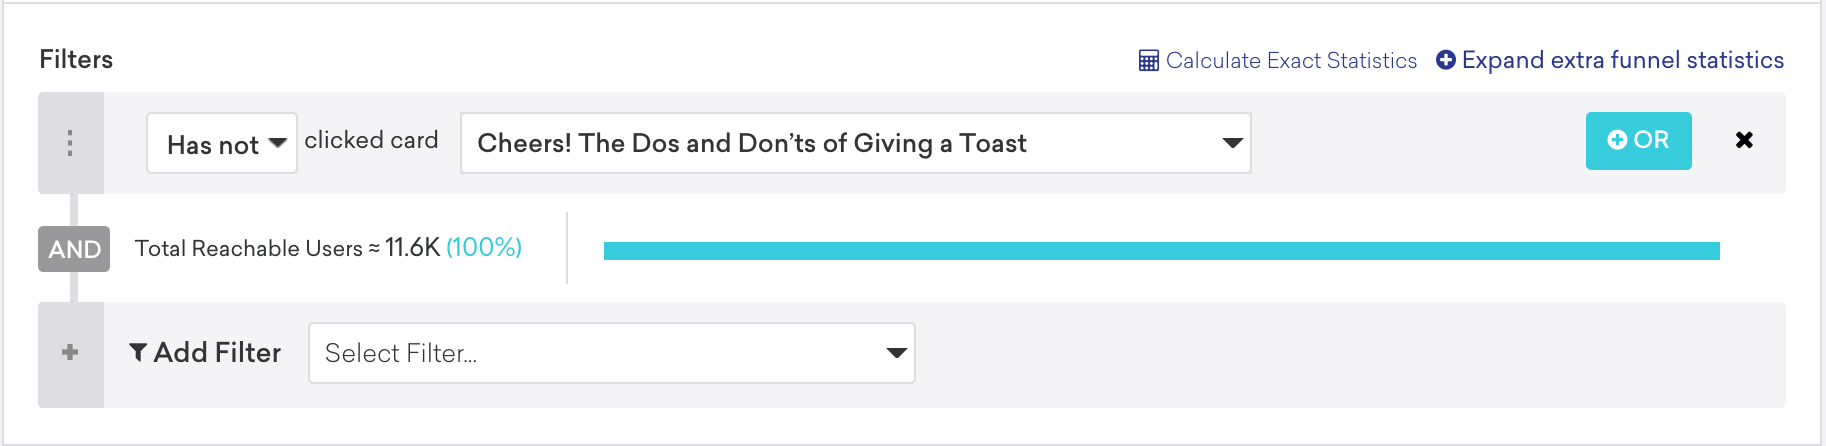 Filters
Calculate Exact Statistics Expand extra funnel statistics
Has not clicked card Cheers! The Dos and Don’ts of Giving a Toast OR
AND Total Reachable Users ≈ 11.6K (100%)
Add Filter Select Filter...